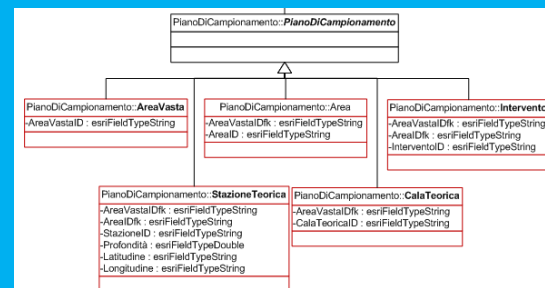 PianoDiCampionamento::PianoDiCampionamento
PianoDiCampionamento::AreaVasta
-AreaVastaID : esriFieldTypeString
PianoDiCampionamento::Area
-AreaVastaIDfk : esriFieldTypeString
-AreaID : esriFieldTypeString
PianoDiCampionamento::Intervento
-AreaVastaIDfk : esriFieldTypeString
-AreaIDfk : esriFieldTypeString
-InterventoID : esriFieldTypeString
PianoDiCampionamento::StazioneTeorica
-AreaVastaIDfk : esriFieldTypeString
-AreaIDfk : esriFieldTypeString
-StazioneID : esriFieldTypeString
-Profondità : esriFieldTypeDouble
-Latitudine : esriFieldTypeString
-Longitudine : esriFieldTypeString
PianoDiCampionamento::CalaTeorica
-AreaVastaIDfk : esriFieldTypeString
-CalaTeoricaID : esriFieldTypeString